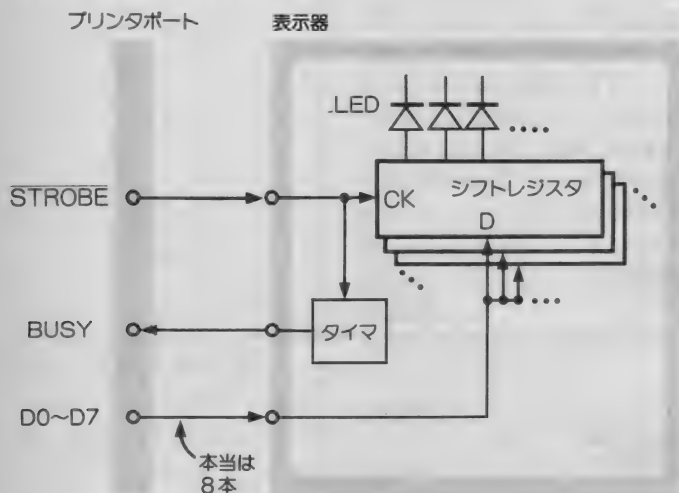 プリンタポート
表示器
LED
シフトレジスタ
CK
D
STROBE
BUSY
タイマ
D0～D7
本当は
8本